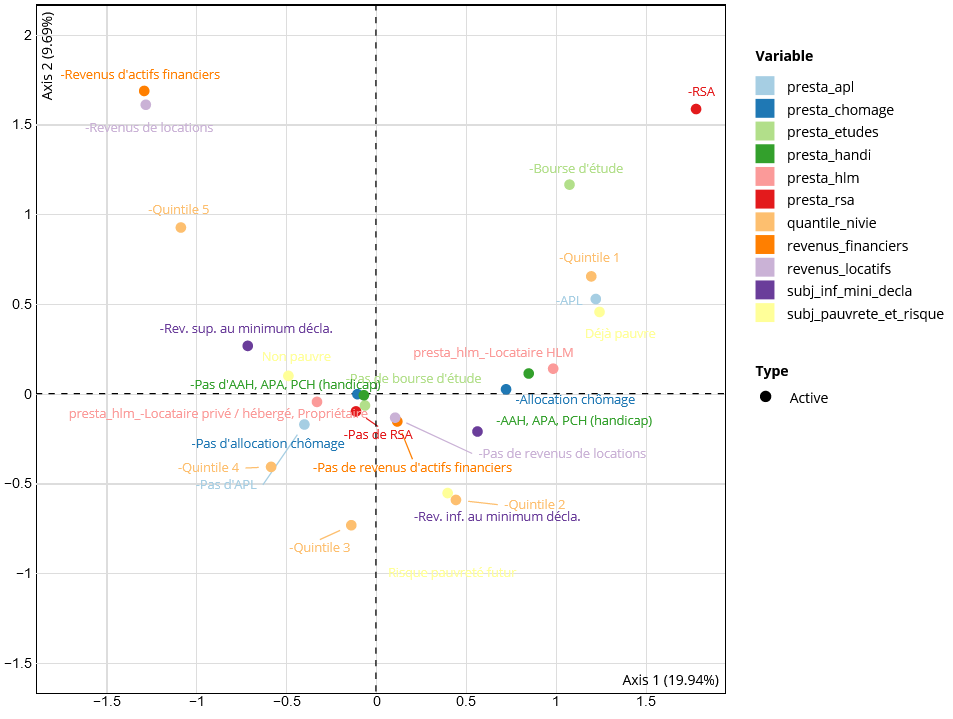 Axis 2 (9.69%)
2
1.5
1
0.5
0
−0.5
−1
−1.5
-Revenus d'actifs financiers
-Revenus de locations
-RSA
-Bourse d'étude
-Quintile 5
-Quintile 1
-APL
Déjà pauvre
-Rev. sup. au minimum décla.
Non pauvre
presta_hlm_-Locataire HLM
-Pas de bourse d'étude
-Pas d'AAH, APA, PCH (handicap)
-Allocation chômage
presta_hlm_-Locataire privé / hébergé, Propriétaire
-AAH, APA, PCH (handicap)
-Pas de RSA
-Pas d'allocation chômage
-Pas de revenus de locations
-Quintile 4
-Pas de revenus d'actifs financiers
-Pas d'APL
-Quintile 2
-Rev. inf. au minimum décla.
-Quintile 3
Risque pauvreté futur
Axis 1 (19.94%)
−1.5
−1
−0.5
0
0.5
1
1.5
Variable
presta_apl
presta_chomage
presta_etudes
presta_handi
presta_hlm
presta_rsa
quantile_nivie
revenus_financiers
revenus_locatifs
subj_inf_mini_decla
subj_pauvrete_et_risque
Type
Active